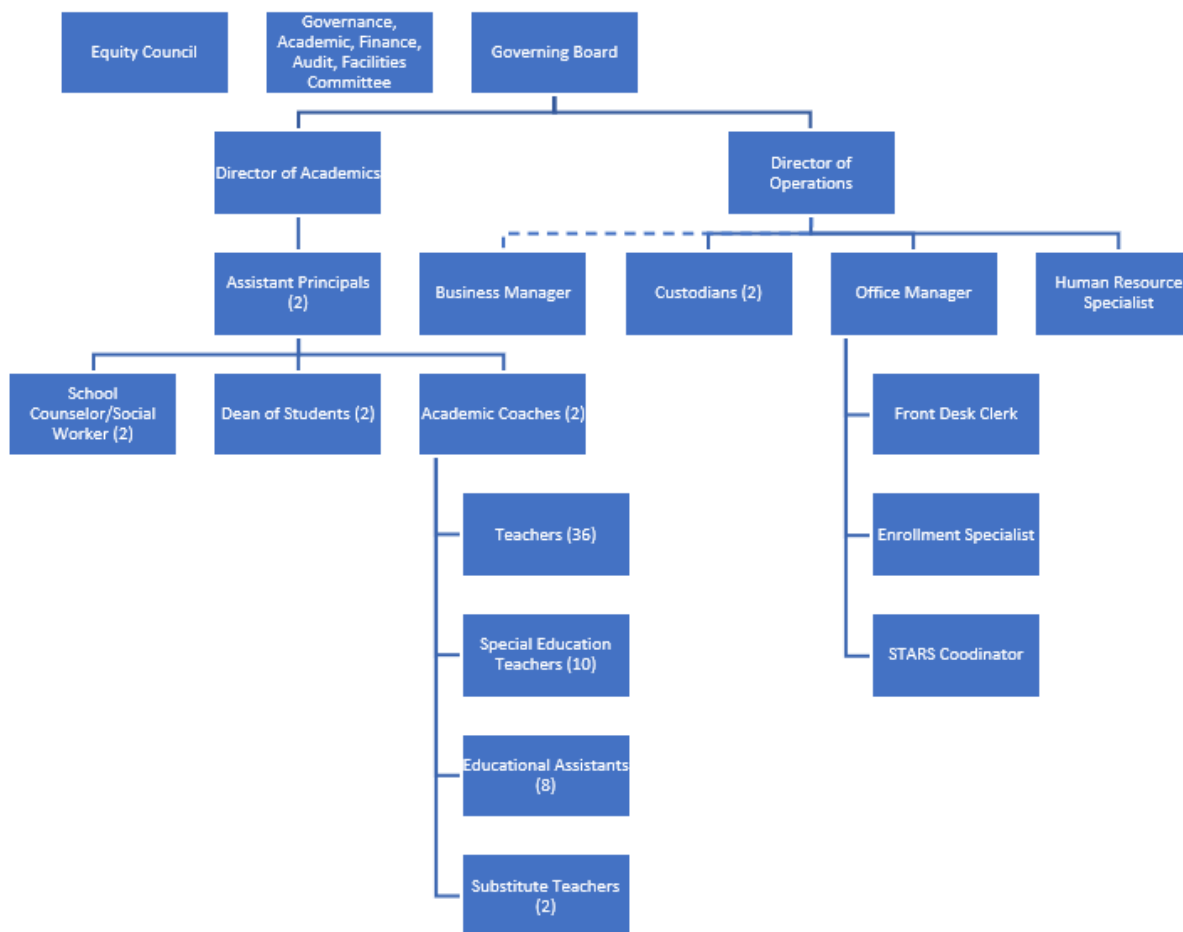 Equity Council
Governance,
Academic, Finance,
Audit, Facilities
Committee
Governing Board
Director of Academics
Director of
Operations
Assistant Principals
(2)
Business Manager
Custodians (2)
Office Manager
Human Resource
Specialist
School
Counselor/Social
Worker (2)
Dean of Students (2)
Academic Coaches (2)
Front Desk Clerk
Teachers (36)
Enrollment Specialist
Special Education
Teachers (10)
STARS Coodinator
Educational Assistants
(8)
Substitute Teachers
(2)